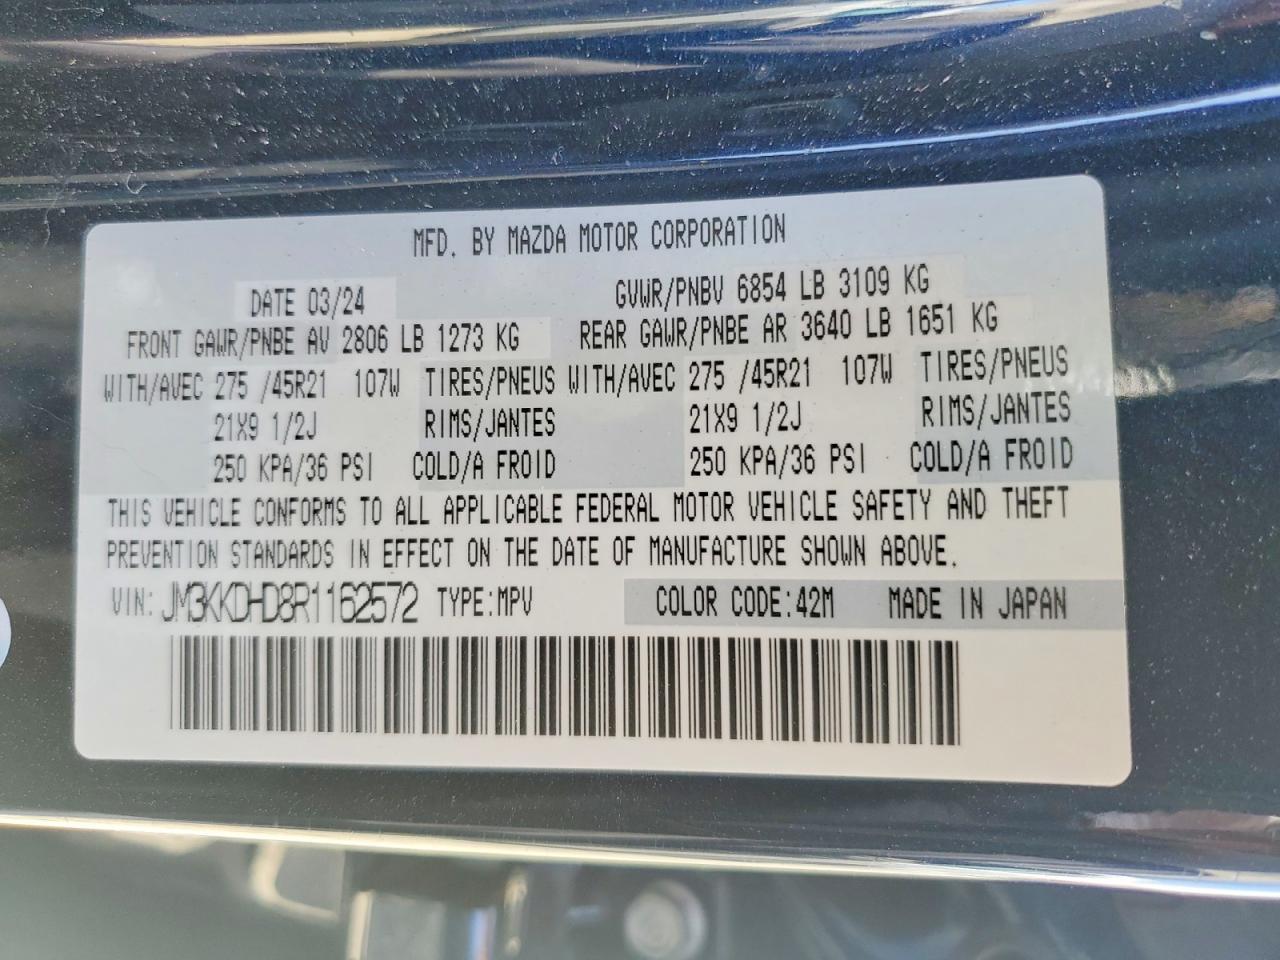 MFD. BY MAZDA MOTOR CORPORATION
DATE 03/24 GVWR/PNBV 6854 LB 3109 KG
FRONT GAWR/PNBE AV 2806 LB 1273 KG REAR GAWR/PNBE AR 3640 LB 1651 KG
WITH/AVEC 275 /45R21 107W TIRES/PNEUS WITH/AVEC 275 /45R21 107W TIRES/PNEUS
21X9 1/2J RIMS/JANTES 21X9 1/2J RIMS/JANTES
250 KPA/36 PSI COLD/A FROID 250 KPA/36 PSI COLD/A FROID
THIS VEHICLE CONFORMS TO ALL APPLICABLE FEDERAL MOTOR VEHICLE SAFETY AND THEFT
PREVENTION STANDARDS IN EFFECT ON THE DATE OF MANUFACTURE SHOWN ABOVE.
VIN: JM3KKDHD8R1162572 TYPE:MPV COLOR CODE:42M MADE IN JAPAN